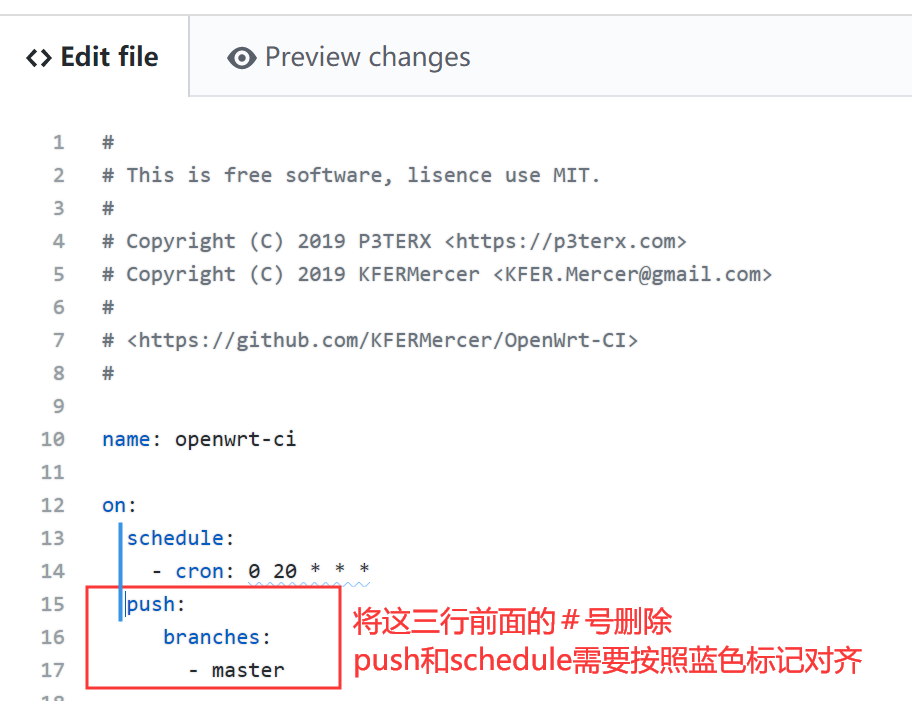 Edit file
Preview changes
1 #
2 # This is free software, lisence use MIT.
3 #
4 # Copyright (C) 2019 P3TERX <https://p3terx.com>
5 # Copyright (C) 2019 KFERMercer <KFER.Mercer@gmail.com>
6 #
7 # <https://github.com/KFERMercer/OpenWrt-CI>
8 #
9
10 name: openwrt-ci
11
12 on:
13 schedule:
14 - cron: 0 20 * * *
15 push:
16 branches:
17 - master
将这三行前面的#号删除
push和schedule需要按照蓝色标记对齐